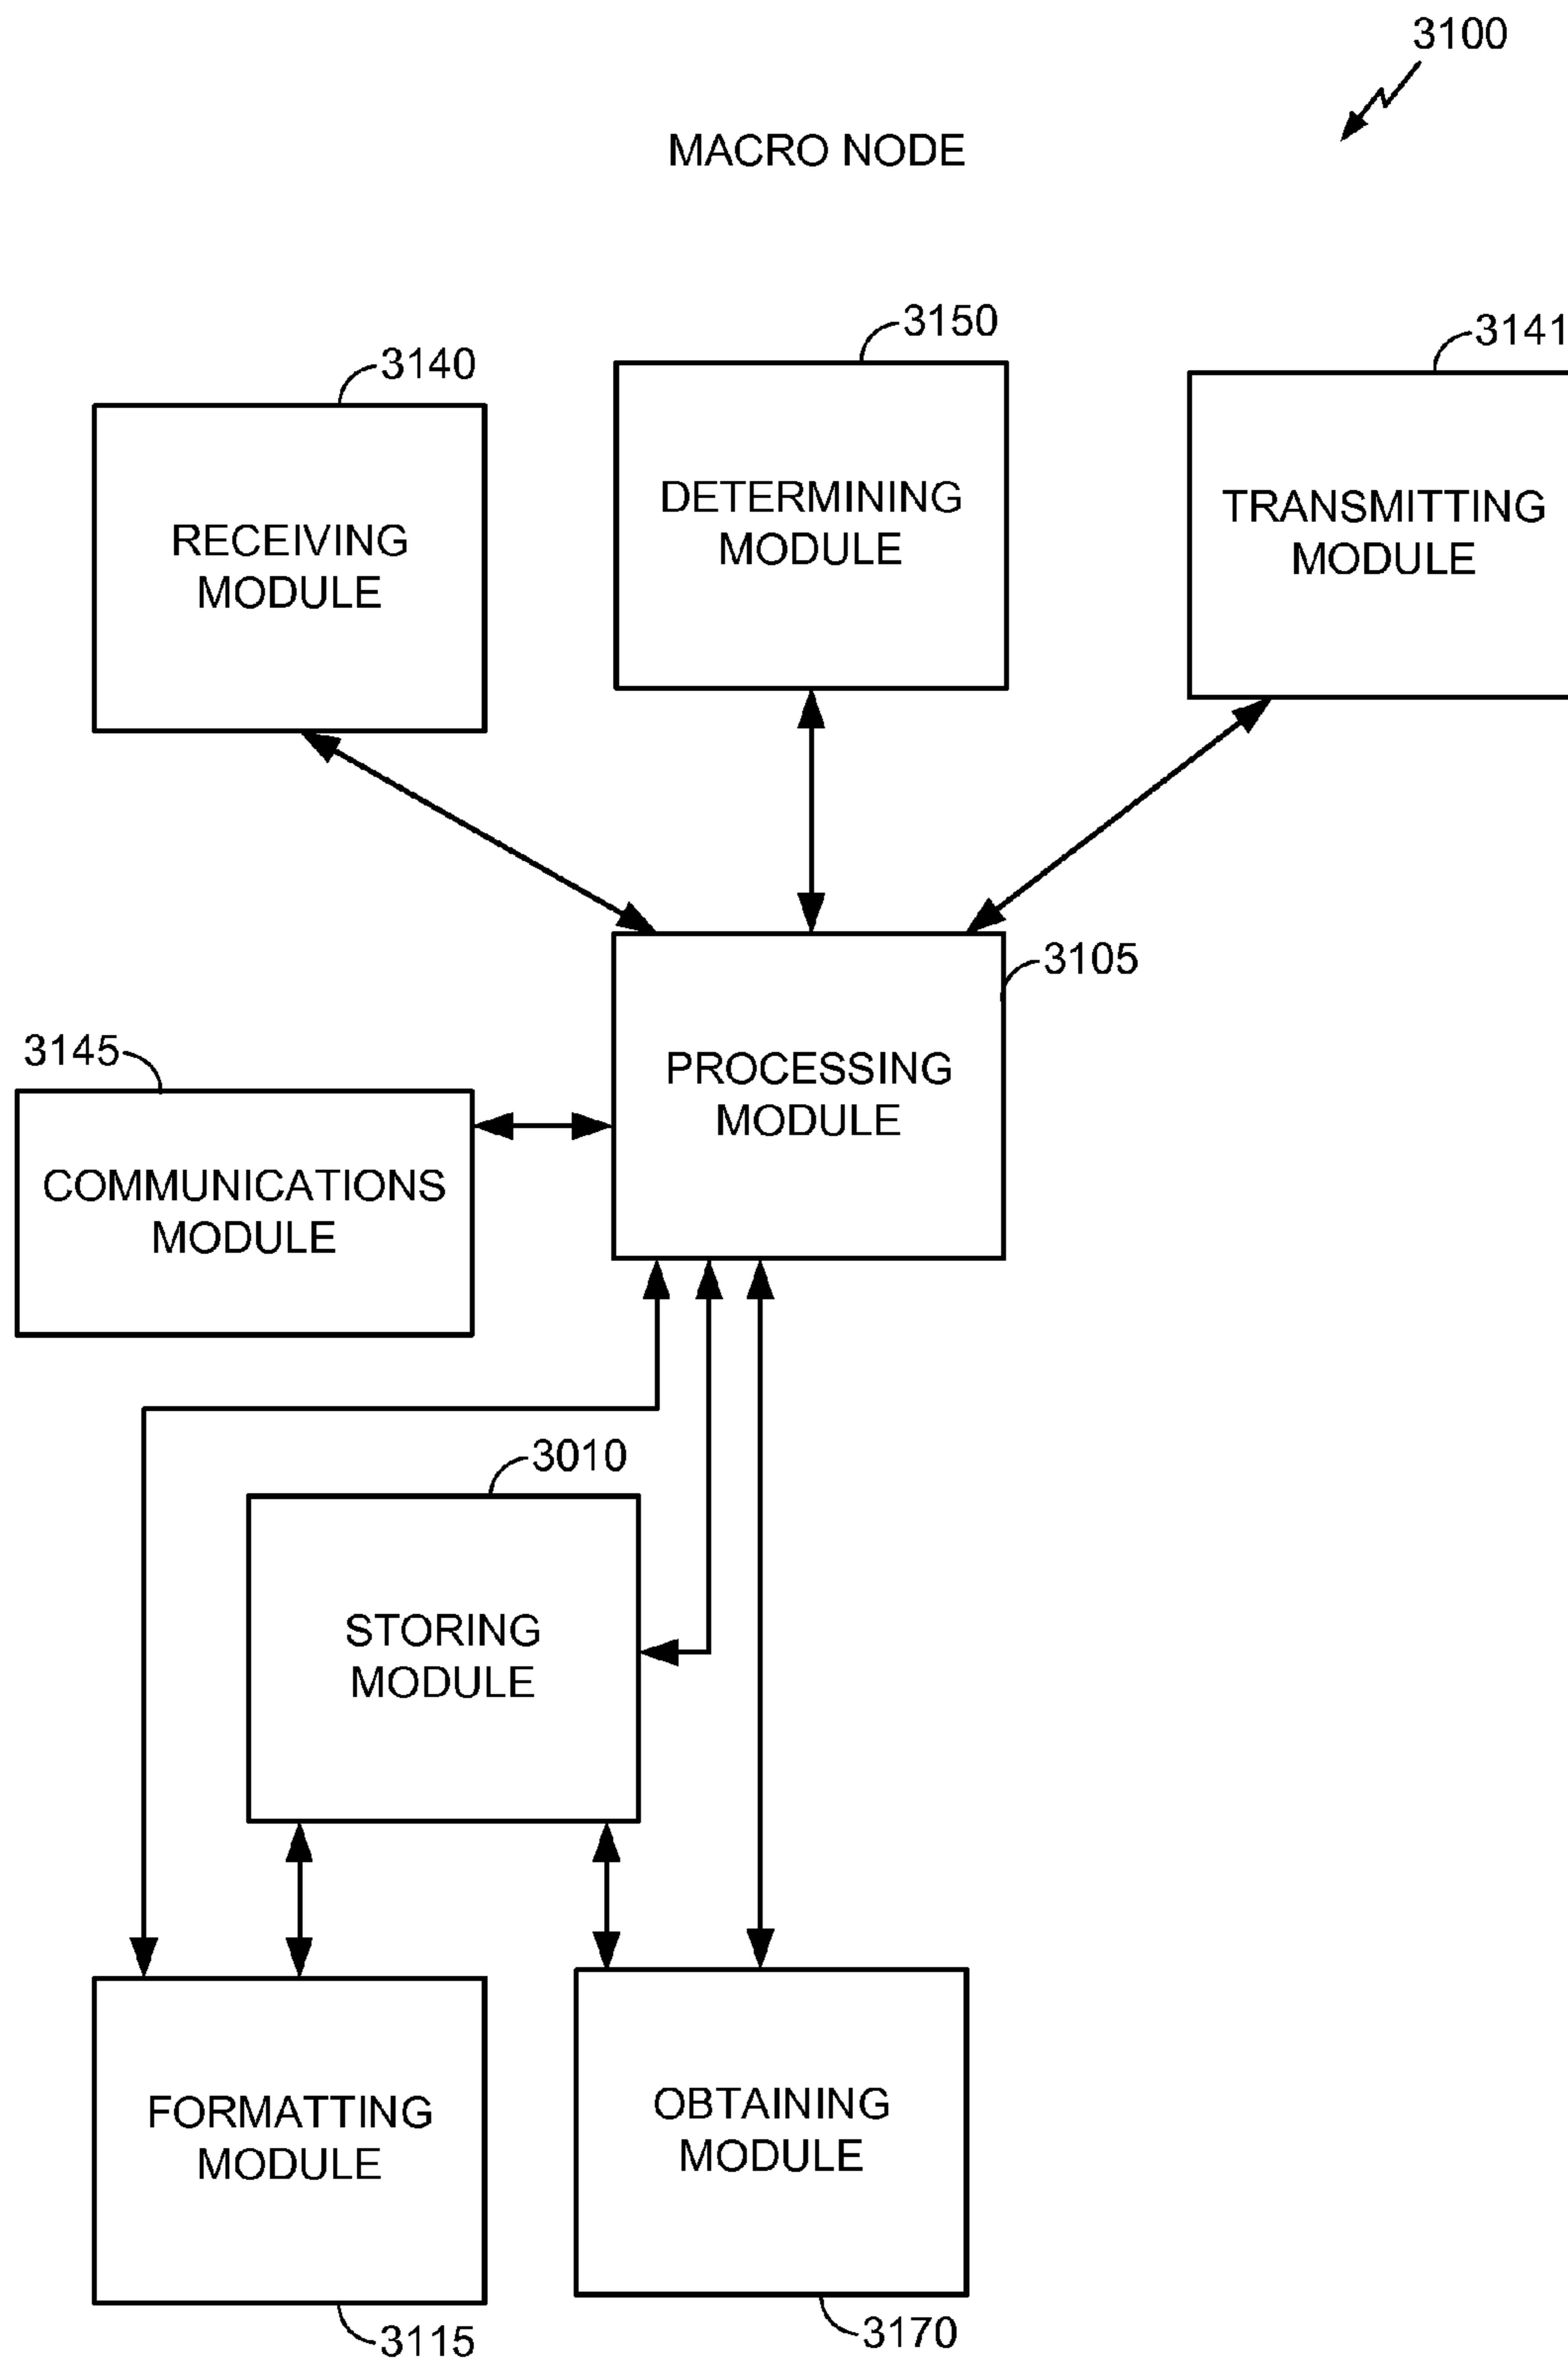 3100
MACRO NODE
3150
3141
3140
RECEIVING
MODULE
DETERMINING
MODULE
TRANSMITTING
MODULE
3105
PROCESSING
MODULE
3145
COMMUNICATIONS
MODULE
3010
STORING
MODULE
FORMATTING
MODULE
OBTAINING
MODULE
3115
3170